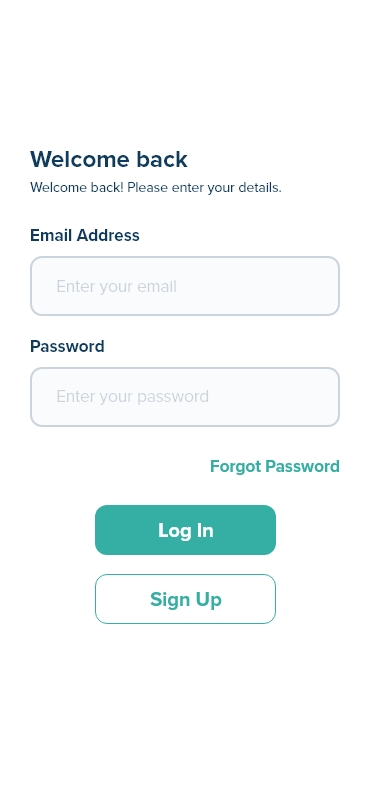 Welcome back
Welcome back! Please enter your details.
Email Address
Enter your email
Password
Enter your password
Forgot Password
Log In
Sign Up